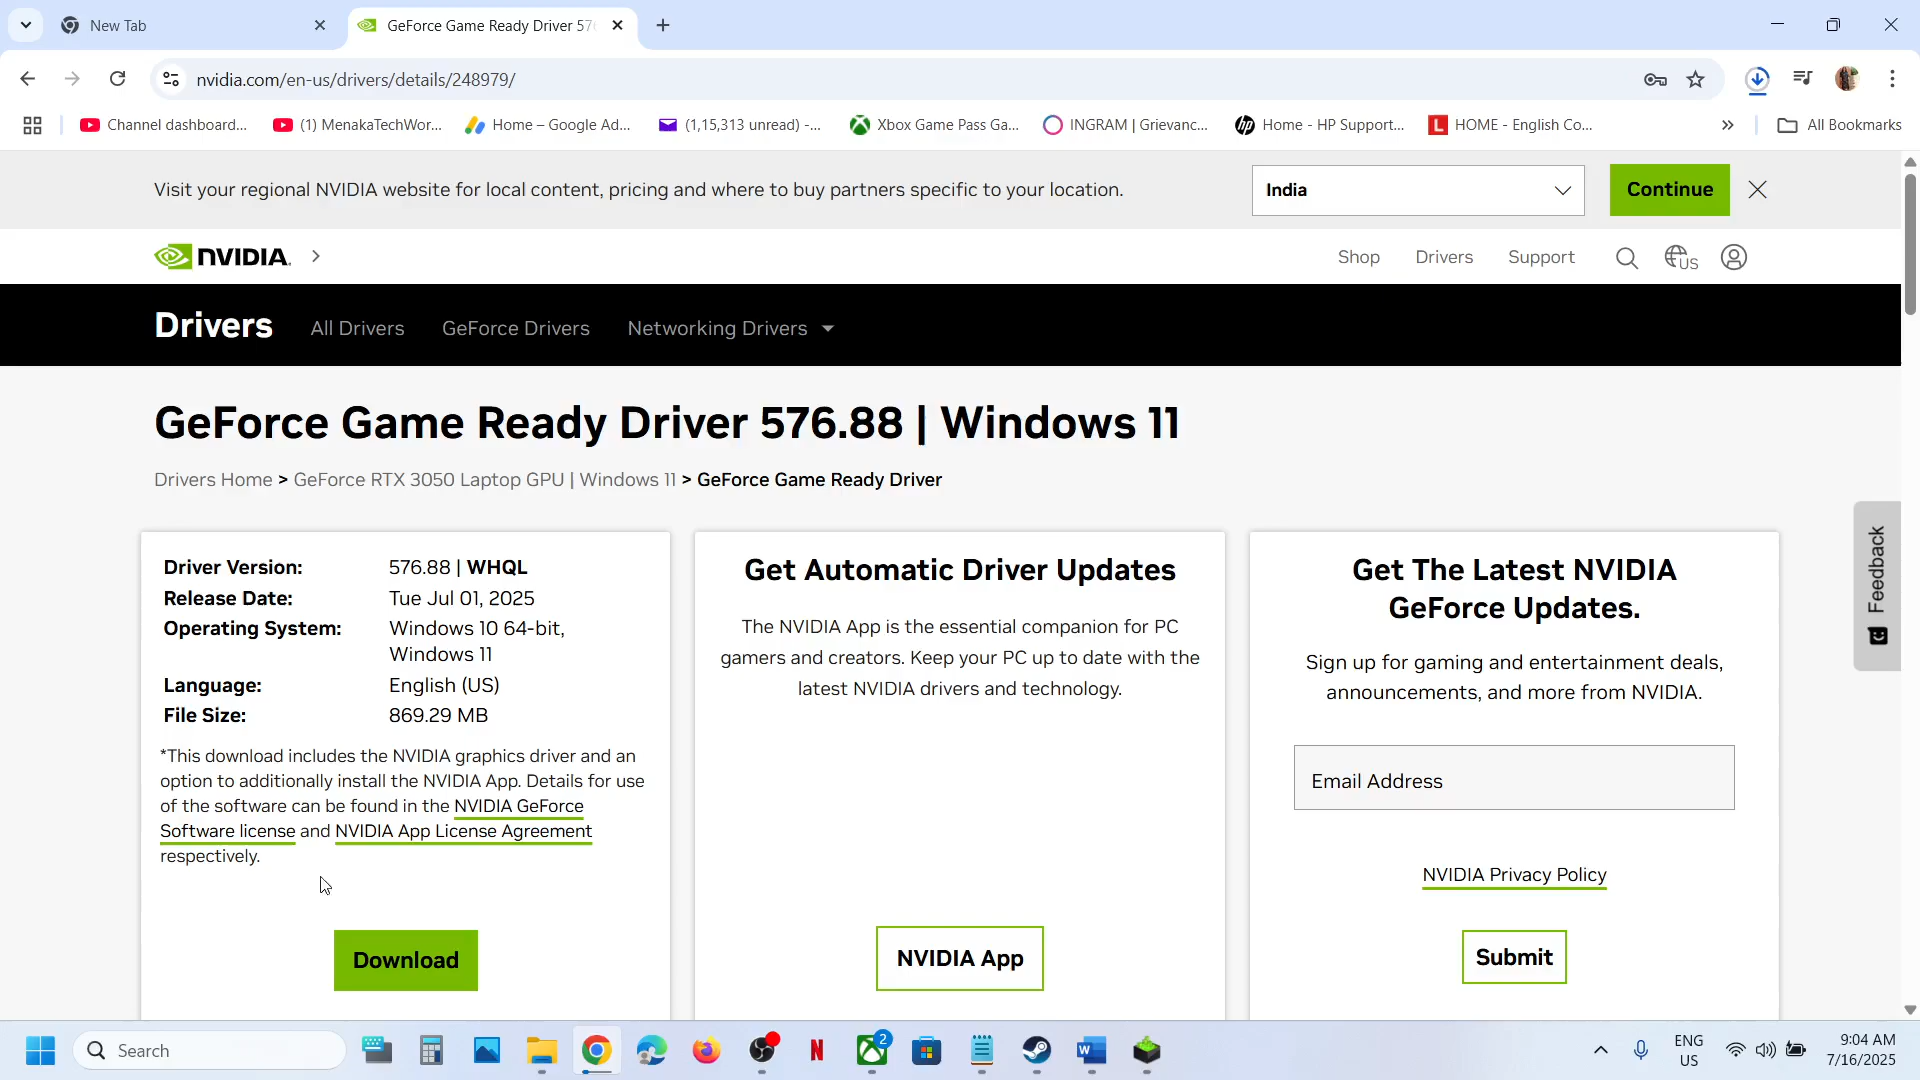 New Tab
GeForce Game Ready Driver 57
nvidia.com/en-us/drivers/details/248979/
Channel dashboard...
(1) MenakaTechWor...
Home – Google Ad...
(1,15,313 unread) -...
Xbox Game Pass Ga...
INGRAM | Grievanc...
Home - HP Support...
HOME - English Co...
All Bookmarks
Visit your regional NVIDIA website for local content, pricing and where to buy partners specific to your location.
India
Continue
NVIDIA.
Shop
Drivers
Support
US
Drivers
All Drivers
GeForce Drivers
Networking Drivers
GeForce Game Ready Driver 576.88 | Windows 11
Drivers Home > GeForce RTX 3050 Laptop GPU | Windows 11 > GeForce Game Ready Driver
Driver Version: 576.88 | WHQL
Release Date: Tue Jul 01, 2025
Operating System: Windows 10 64-bit,
Windows 11
Language: English (US)
File Size: 869.29 MB
*This download includes the NVIDIA graphics driver and an
option to additionally install the NVIDIA App. Details for use
of the software can be found in the NVIDIA GeForce
Software license and NVIDIA App License Agreement
respectively.
Download
Get Automatic Driver Updates
The NVIDIA App is the essential companion for PC
gamers and creators. Keep your PC up to date with the
latest NVIDIA drivers and technology.
NVIDIA App
Get The Latest NVIDIA
GeForce Updates.
Sign up for gaming and entertainment deals,
announcements, and more from NVIDIA.
Email Address
NVIDIA Privacy Policy
Submit
Feedback
Search
2
ENG
US
9:04 AM
7/16/2025